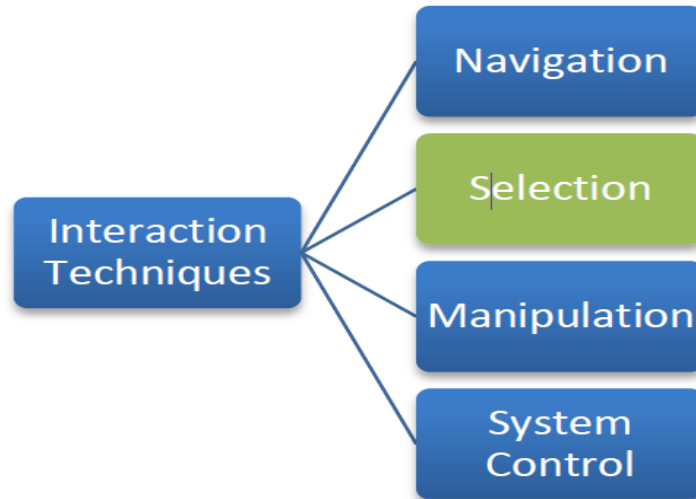 Navigation
Selection
Interaction
Techniques
Manipulation
System
Control